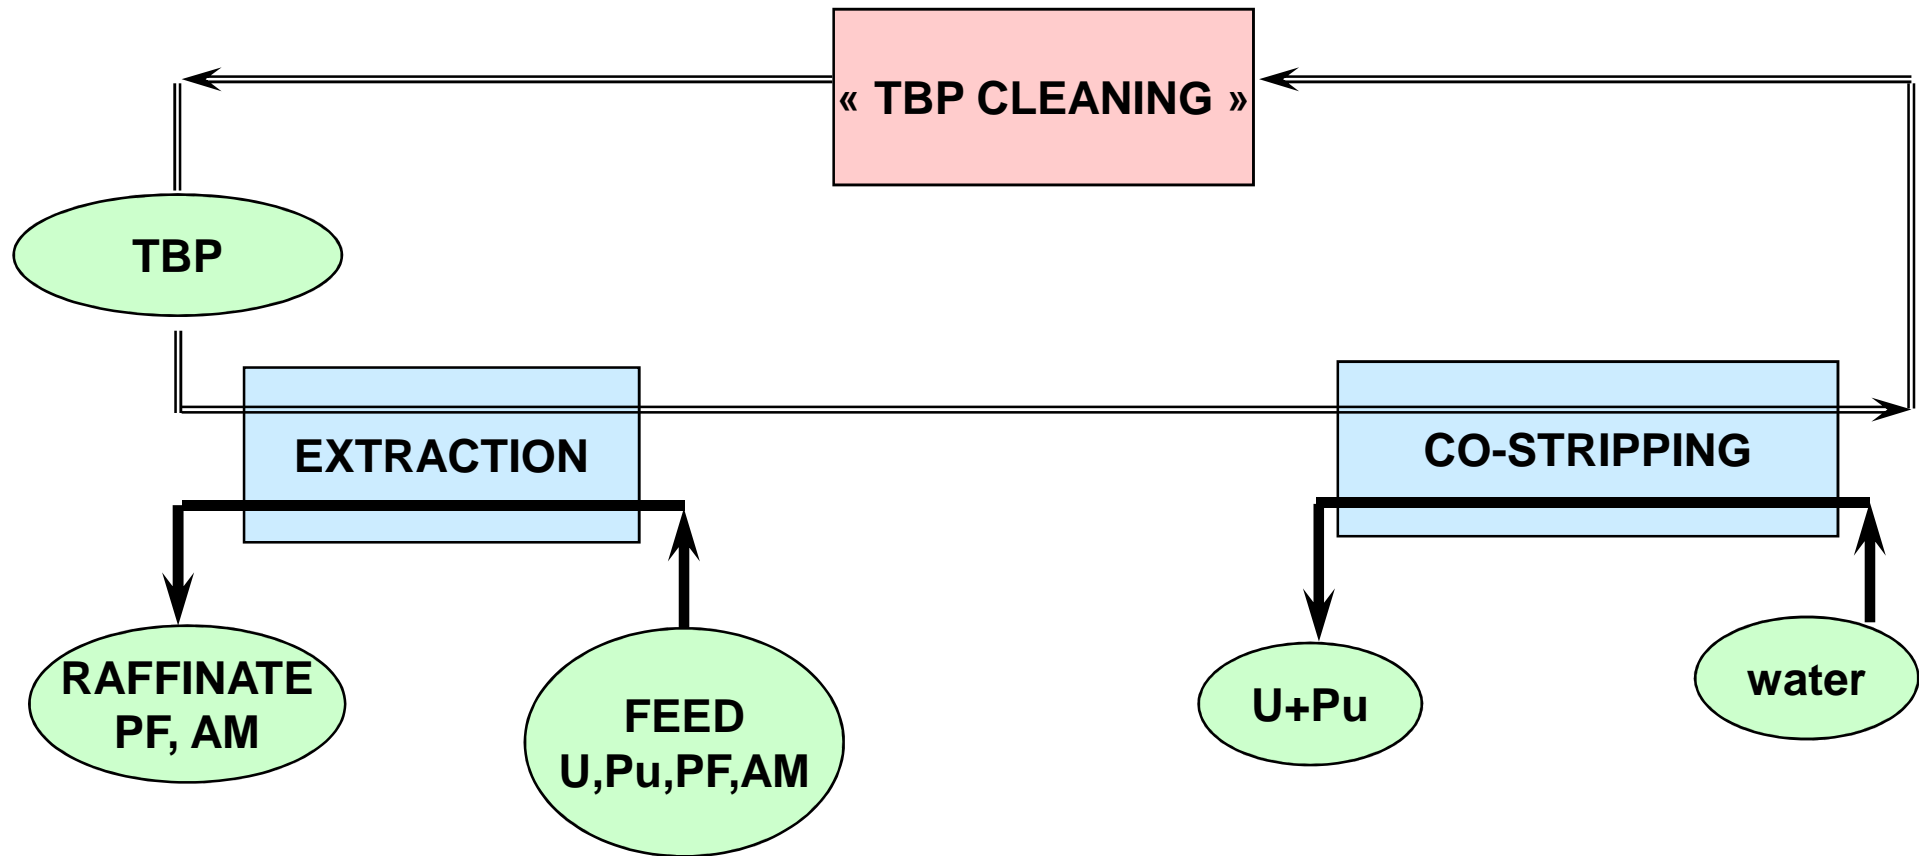 « TBP CLEANING »
TBP
EXTRACTION
CO-STRIPPING
RAFFINATE
PF, AM
FEED
U,Pu,PF,AM
U+Pu
water